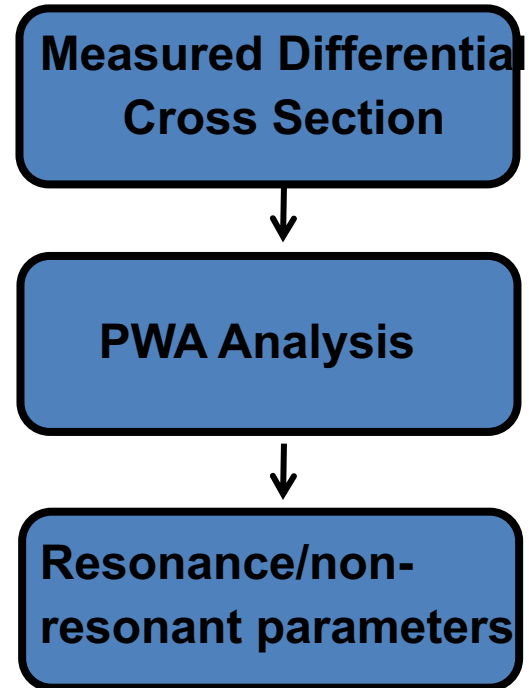 Measured Differential
Cross Section
PWA Analysis
Resonance/non-
resonant parameters